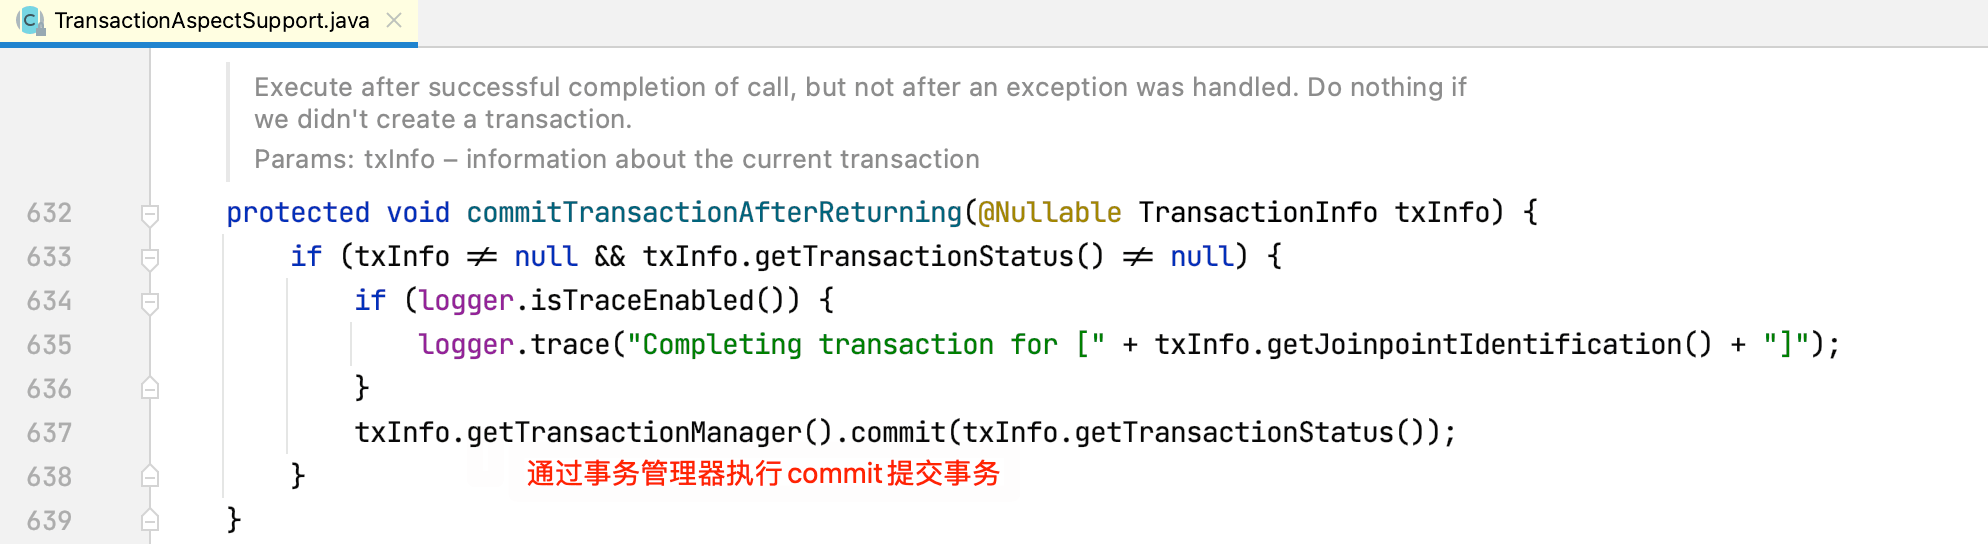 TransactionAspectSupport.java
Execute after successful completion of call, but not after an exception was handled. Do nothing if
we didn't create a transaction.
Params: txInfo – information about the current transaction
632 protected void commitTransactionAfterReturning(@Nullable TransactionInfo txInfo) {
633 if (txInfo != null && txInfo.getTransactionStatus() != null) {
634 if (logger.isTraceEnabled()) {
635 logger.trace("Completing transaction for [" + txInfo.getJoinpointIdentification() + "]");
636 }
637 txInfo.getTransactionManager().commit(txInfo.getTransactionStatus());
638 } 通过事务管理器执行commit提交事务
639 }